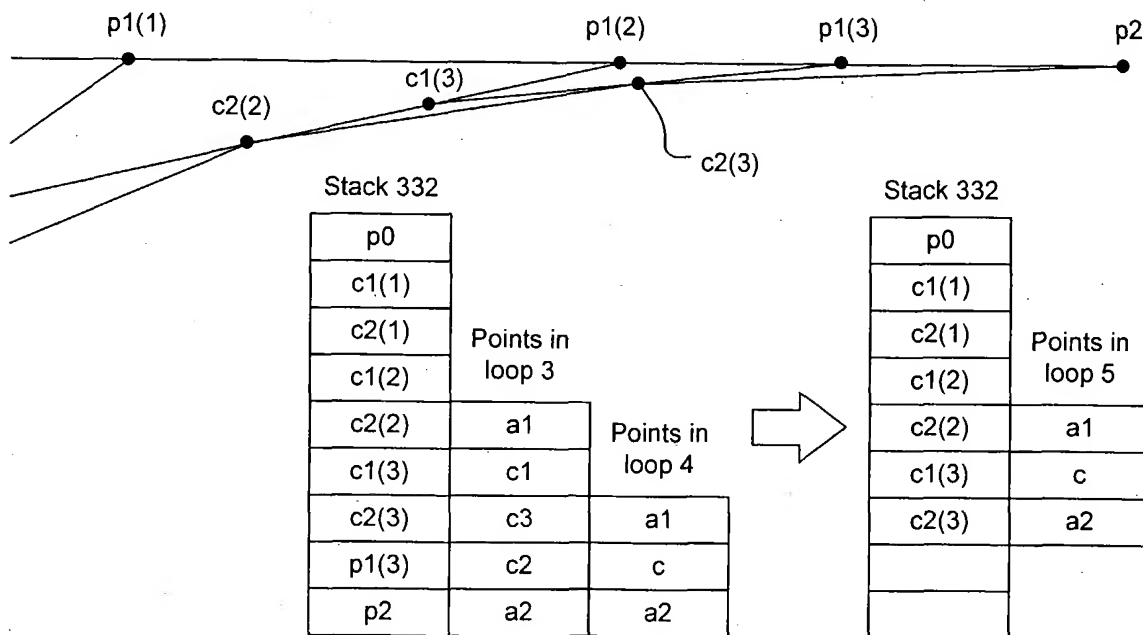 p1(1)
p1(2)
p1(3)
p2
c1(3)
c2(2)
c2(3)
Stack 332
p0
c1(1)
c2(1)
c1(2)
c2(2)
c1(3)
c2(3)
p1(3)
p2
Points in
loop 3
a1
c1
c3
c2
a2
Points in
loop 4
a1
c
a2
Stack 332
p0
c1(1)
c2(1)
c1(2)
c2(2)
c1(3)
c2(3)
Points in
loop 5
a1
c
a2